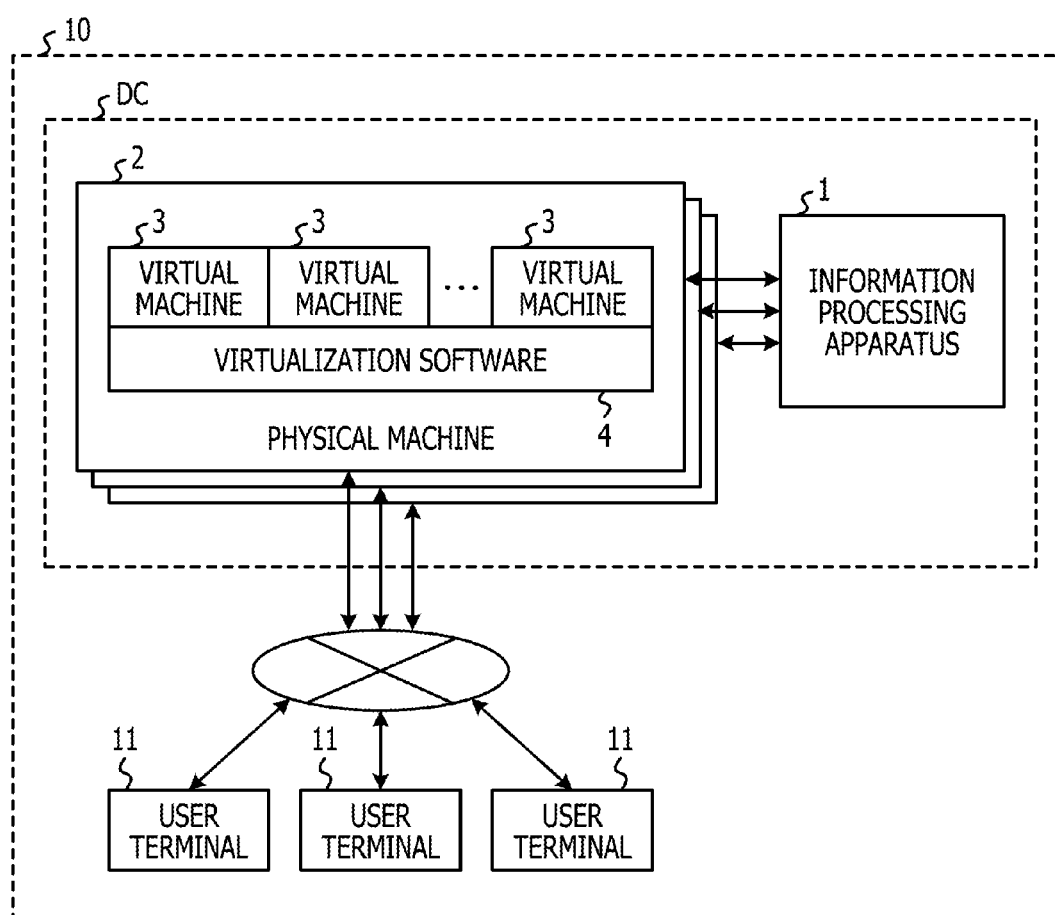 10
DC
2
1
3
3
3
VIRTUAL
MACHINE
VIRTUAL
MACHINE
...
VIRTUAL
MACHINE
INFORMATION
PROCESSING
APPARATUS
VIRTUALIZATION SOFTWARE
PHYSICAL MACHINE
4
11
11
11
USER
TERMINAL
USER
TERMINAL
USER
TERMINAL